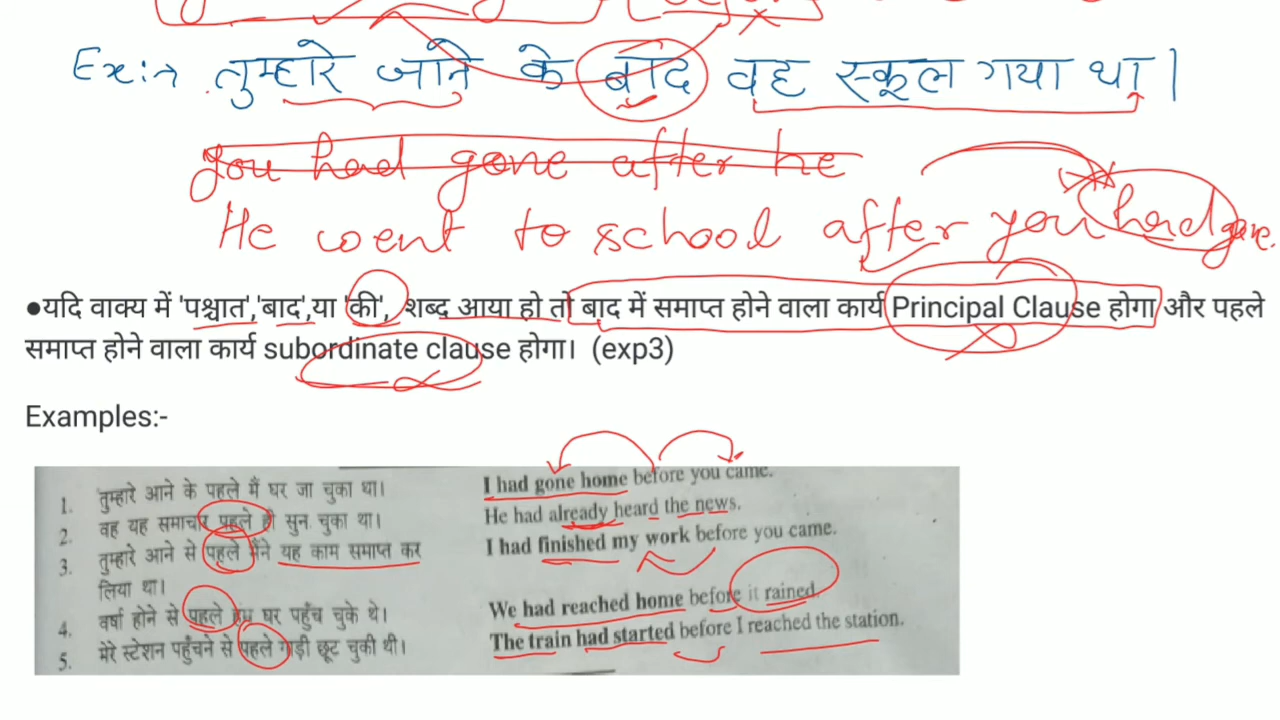 Ex:→ तुम्हारे जाने के बाद वह स्कूल गया था।
you had gone after he
He went to school after you had gone.
●यदि वाक्य में 'पश्चात','बाद',या 'की', शब्द आया हो तो बाद में समाप्त होने वाला कार्य Principal Clause होगा और पहले
समाप्त होने वाला कार्य subordinate clause होगा। (exp3)
Examples:-
1. तुम्हारे आने के पहले मैं घर जा चुका था। I had gone home before you came.
2. वह यह समाचार पहले ही सुन चुका था। He had already heard the news.
3. तुम्हारे आने से पहले मैंने यह काम समाप्त कर I had finished my work before you came.
लिया था।
4. वर्षा होने से पहले हम घर पहुँच चुके थे। We had reached home before it rained.
5. मेरे स्टेशन पहुँचने से पहले गाड़ी छूट चुकी थी। The train had started before I reached the station.